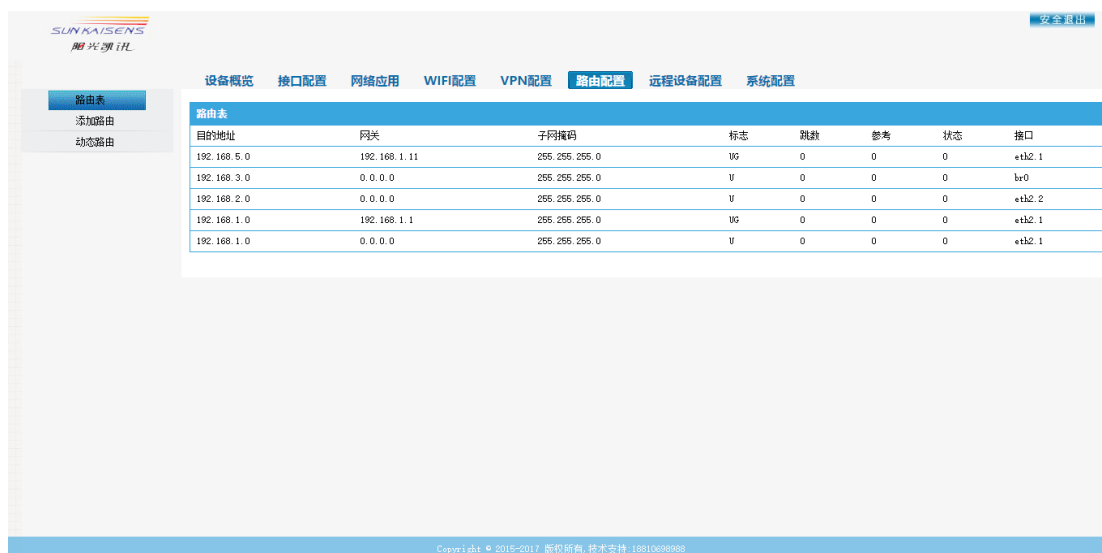 安全退出
SUNKAISENS
阳光凯讯
设备概览 接口配置 网络应用 WIFI配置 VPN配置 路由配置 远程设备配置 系统配置
路由表
添加路由
动态路由
路由表
目的地址 网关 子网掩码 标志 跳数 参考 状态 接口
192.168.5.0 192.168.1.11 255.255.255.0 UG 0 0 0 eth2.1
192.168.3.0 0.0.0.0 255.255.255.0 U 0 0 0 br0
192.168.2.0 0.0.0.0 255.255.255.0 U 0 0 0 eth2.2
192.168.1.0 192.168.1.1 255.255.255.0 UG 0 0 0 eth2.1
192.168.1.0 0.0.0.0 255.255.255.0 U 0 0 0 eth2.1
Copyright © 2015-2017 版权所有,技术支持:18810698988